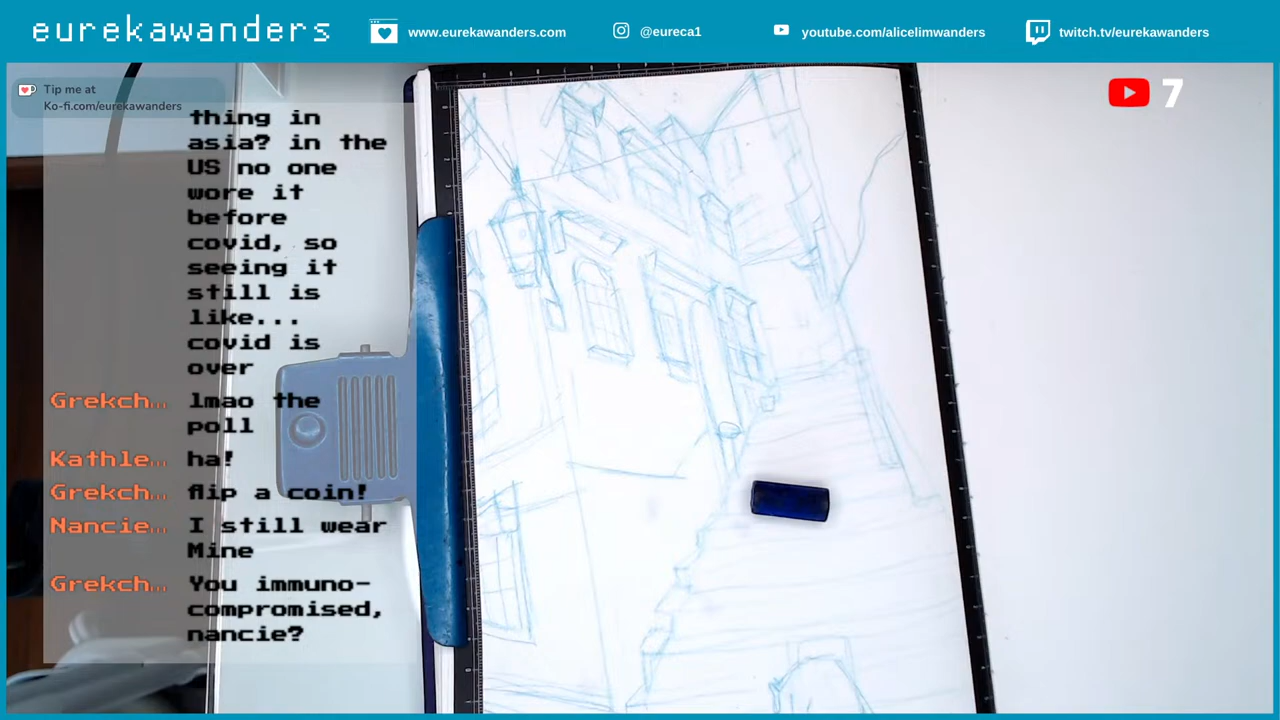 eurekawanders
www.eurekawanders.com
@eureca1
youtube.com/alicelimwanders
twitch.tv/eurekawanders
Tip me at
Ko-fi.com/eurekawanders
7
thing in
asia? in the
US no one
wore it
before
covid, so
seeing it
still is
like...
covid is
over
Grekch... lmao the
poll
Kathle... ha!
Grekch... flip a coin!
Nancie... I still wear
Mine
Grekch... You immuno-
compromised,
nancie?